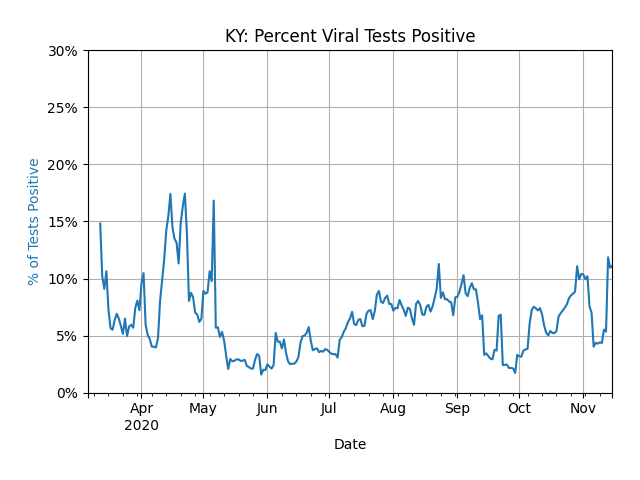 KY: Percent Viral Tests Positive
30%
25%
20%
15%
10%
5%
0%
% of Tests Positive
Apr May Jun Jul Aug Sep Oct Nov
2020
Date